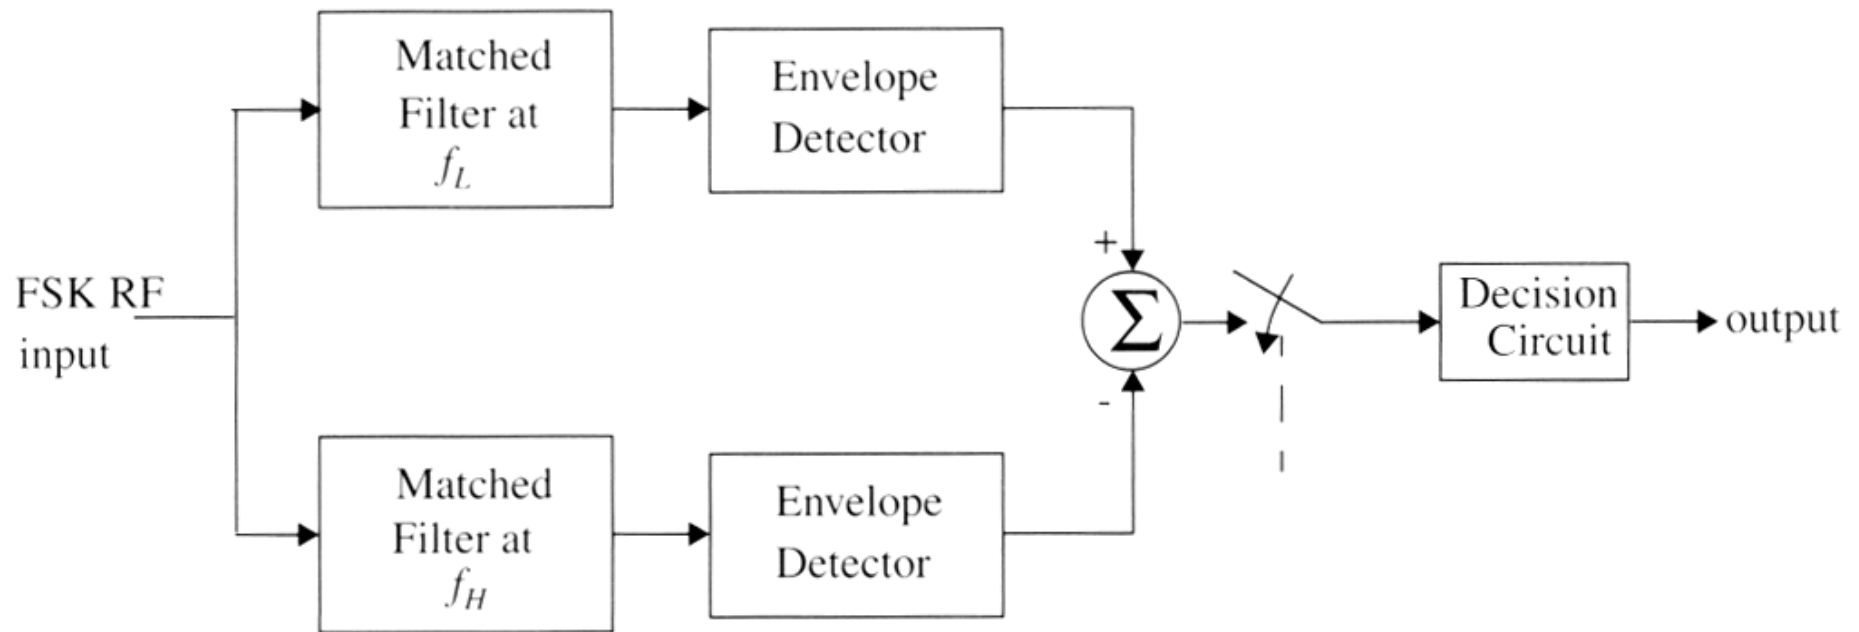 Matched
Filter at
f_L
Envelope
Detector
FSK RF
input
+
Σ
-
Decision
Circuit
output
Matched
Filter at
f_H
Envelope
Detector